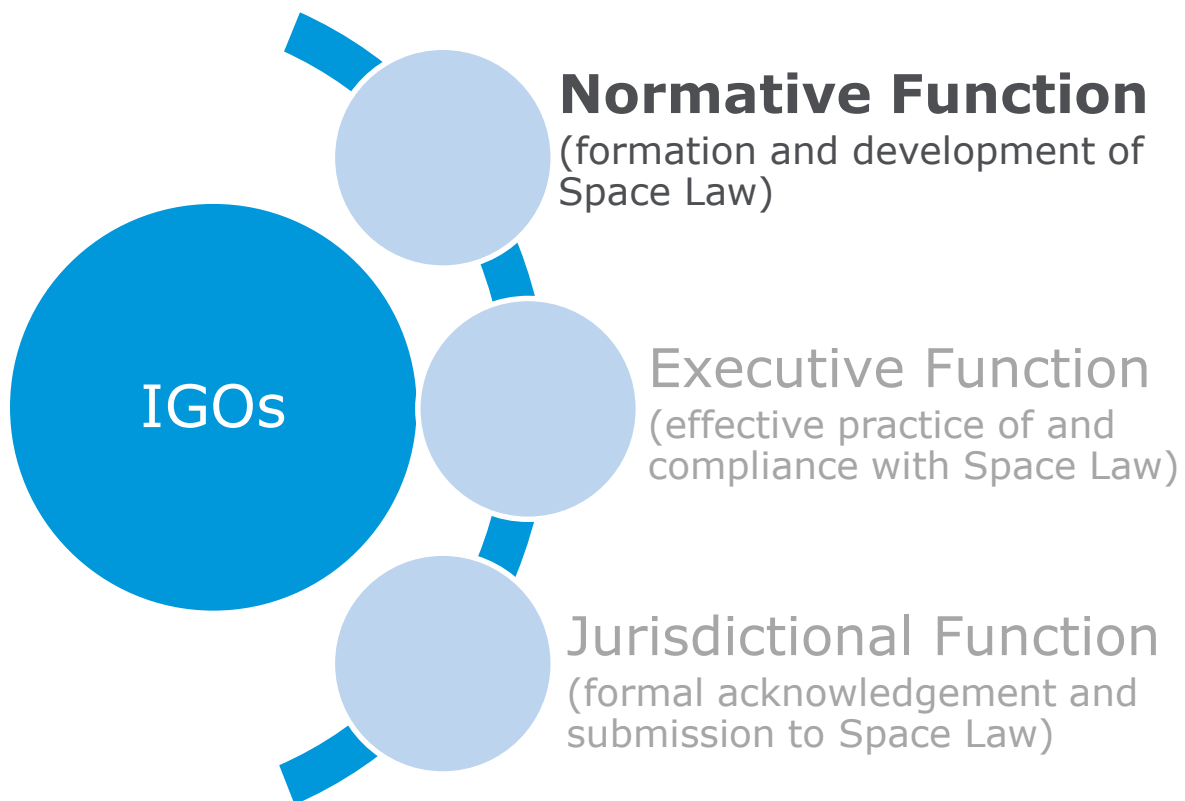 Normative Function
(formation and development of
Space Law)
IGOs
Executive Function
(effective practice of and
compliance with Space Law)
Jurisdictional Function
(formal acknowledgement and
submission to Space Law)